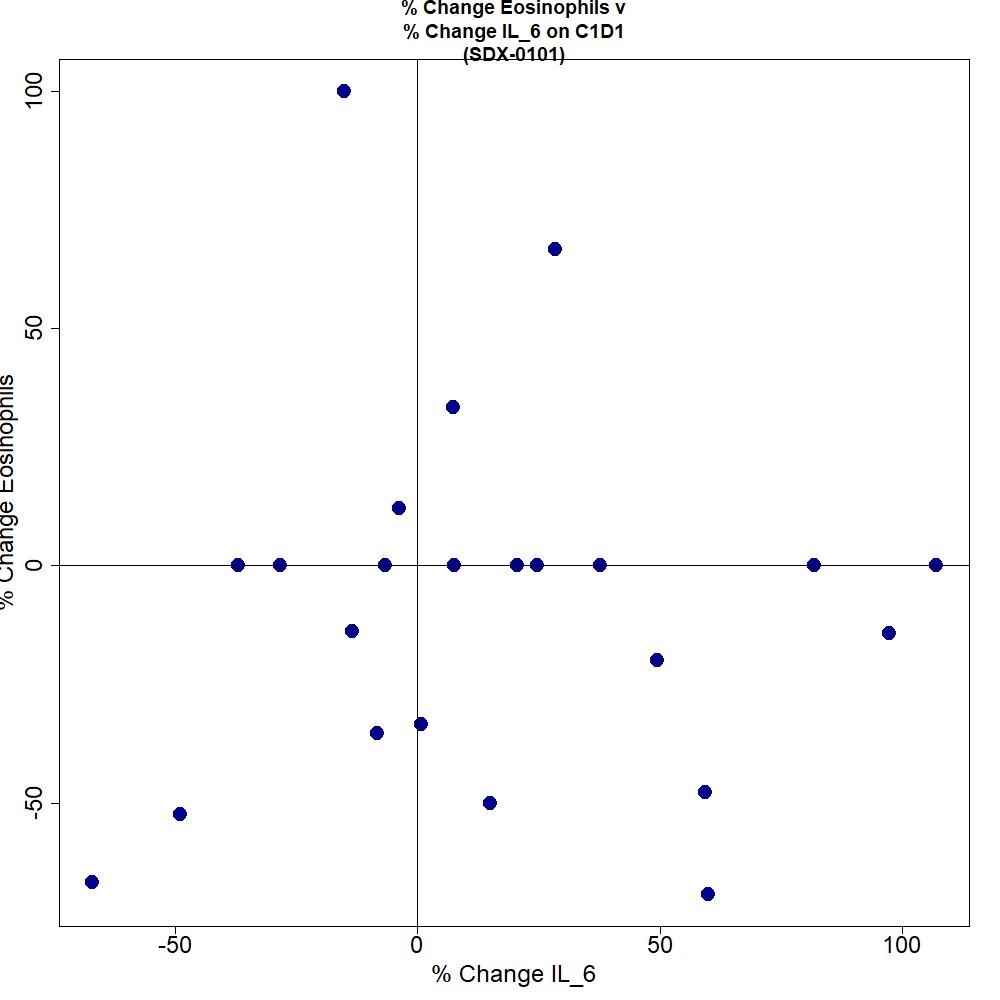 % Change Eosinophils v
% Change IL_6 on C1D1
(SDX-0101)
100
50
0
-50
% Change Eosinophils
-50
0
50
100
% Change IL_6